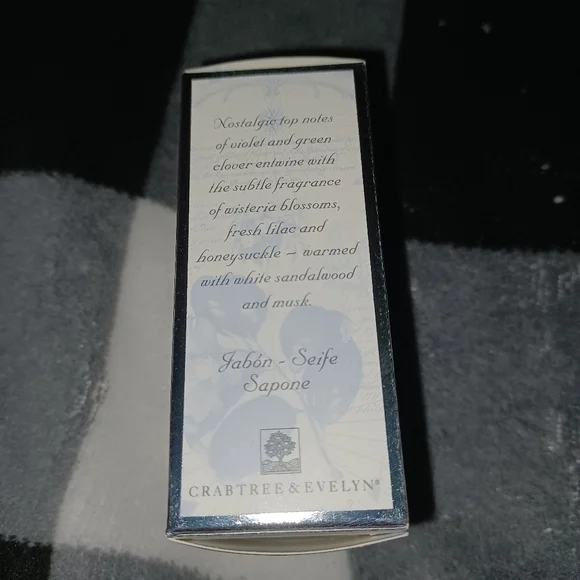 Nostalgic top notes
of violet and green
clover entwine with
the subtle fragrance
of wisteria blossoms,
fresh lilac and
honeysuckle – warmed
with white sandalwood
and musk.
Jabón - Seife
Sapone
CRABTREE & EVELYN®